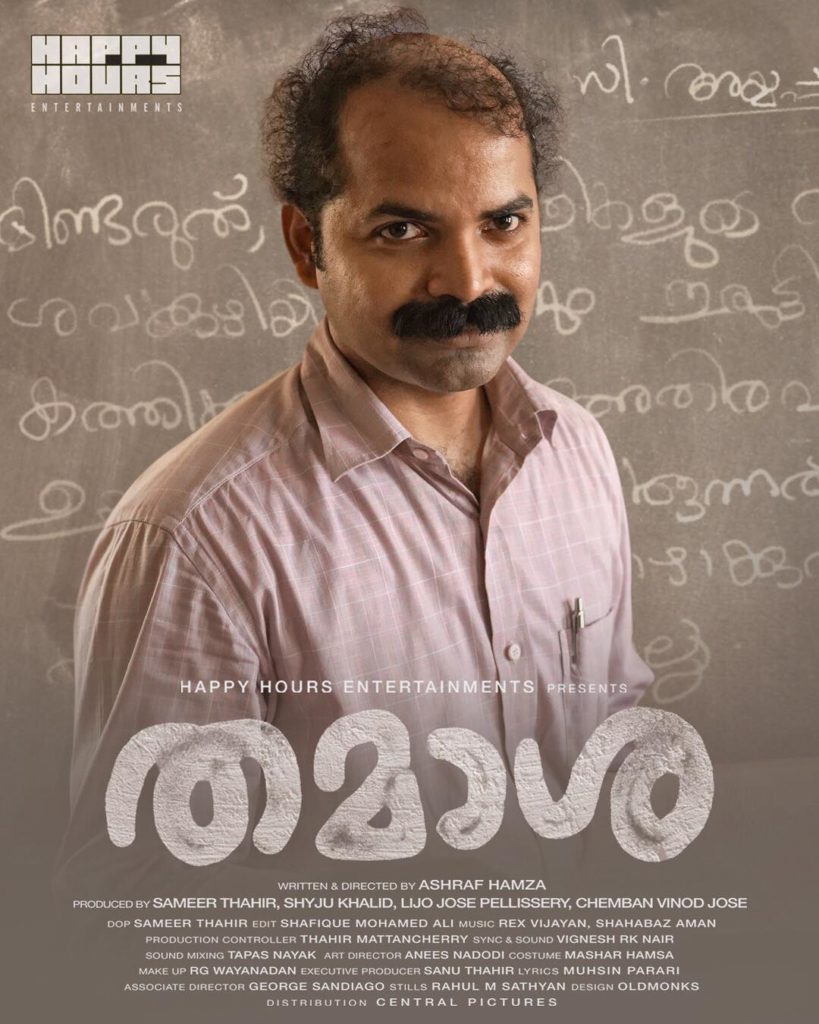 HAPPY
HOURS
ENTERTAINMENTS
സി. അയ്യപ്പ
മിണ്ടരുത്,
കത്തി
HAPPY HOURS ENTERTAINMENTS PRESENTS
തമാശ
WRITTEN & DIRECTED BY ASHRAF HAMZA
PRODUCED BY SAMEER THAHIR, SHYJU KHALID, LIJO JOSE PELLISSERY, CHEMBAN VINOD JOSE
DOP SAMEER THAHIR EDIT SHAFIQUE MOHAMED ALI MUSIC REX VIJAYAN, SHAHABAZ AMAN
PRODUCTION CONTROLLER THAHIR MATTANCHERRY SYNC & SOUND VIGNESH RK NAIR
SOUND MIXING TAPAS NAYAK ART DIRECTOR ANEES NADODI COSTUME MASHAR HAMSA
MAKE UP RG WAYANADAN EXECUTIVE PRODUCER SANU THAHIR LYRICS MUHSIN PARARI
ASSOCIATE DIRECTOR GEORGE SANDIAGO STILLS RAHUL M SATHYAN DESIGN OLDMONKS
DISTRIBUTION CENTRAL PICTURES